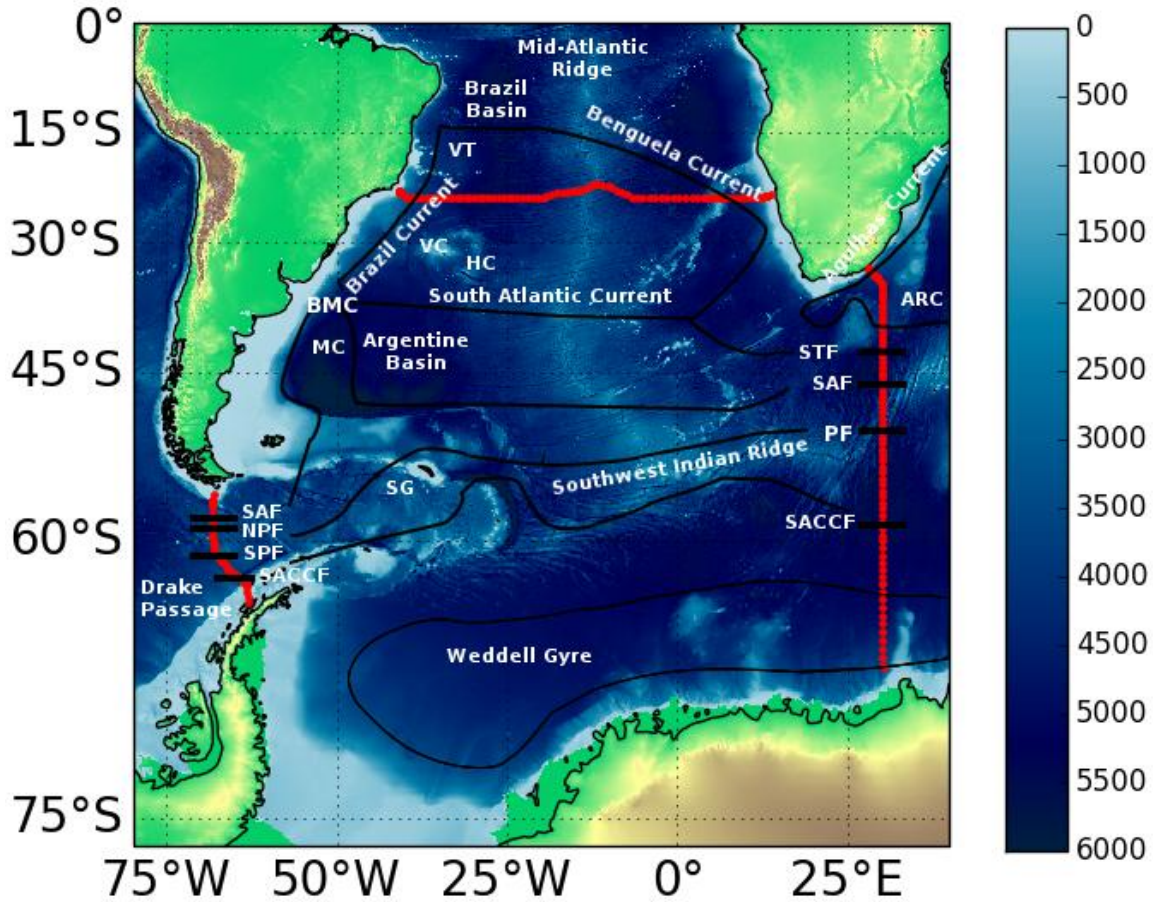 0°
15°S
30°S
45°S
60°S
75°S
75°W
50°W
25°W
0°
25°E
Mid-Atlantic
Ridge
Brazil
Basin
Benguela Current
VT
Brazil Current
VC
HC
Agulhas Current
South Atlantic Current
ARC
BMC
MC
Argentine
Basin
STF
SAF
PF
Southwest Indian Ridge
SG
SACCF
SAF
NPF
SPF
SACCF
Drake
Passage
Weddell Gyre
0
500
1000
1500
2000
2500
3000
3500
4000
4500
5000
5500
6000